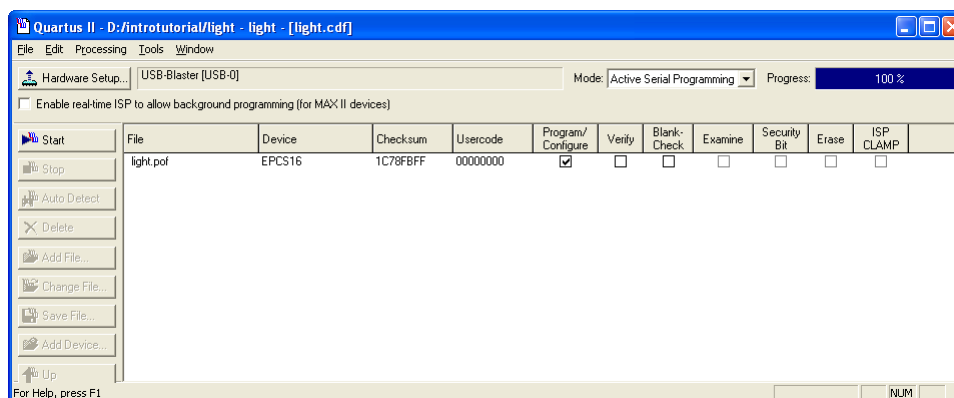 Quartus II - D:/introtutorial/light - light - [light.cdf]
File Edit Processing Tools Window
Hardware Setup... USB-Blaster [USB-0] Mode: Active Serial Programming Progress: 100 %
Enable real-time ISP to allow background programming (for MAX II devices)
Start
Stop
Auto Detect
Delete
Add File...
Change File...
Save File...
Add Device...
Up
File Device Checksum Usercode Program/Configure Verify Blank-Check Examine Security Bit Erase ISP CLAMP
light.pof EPCS16 1C78FBFF 00000000
For Help, press F1 NUM